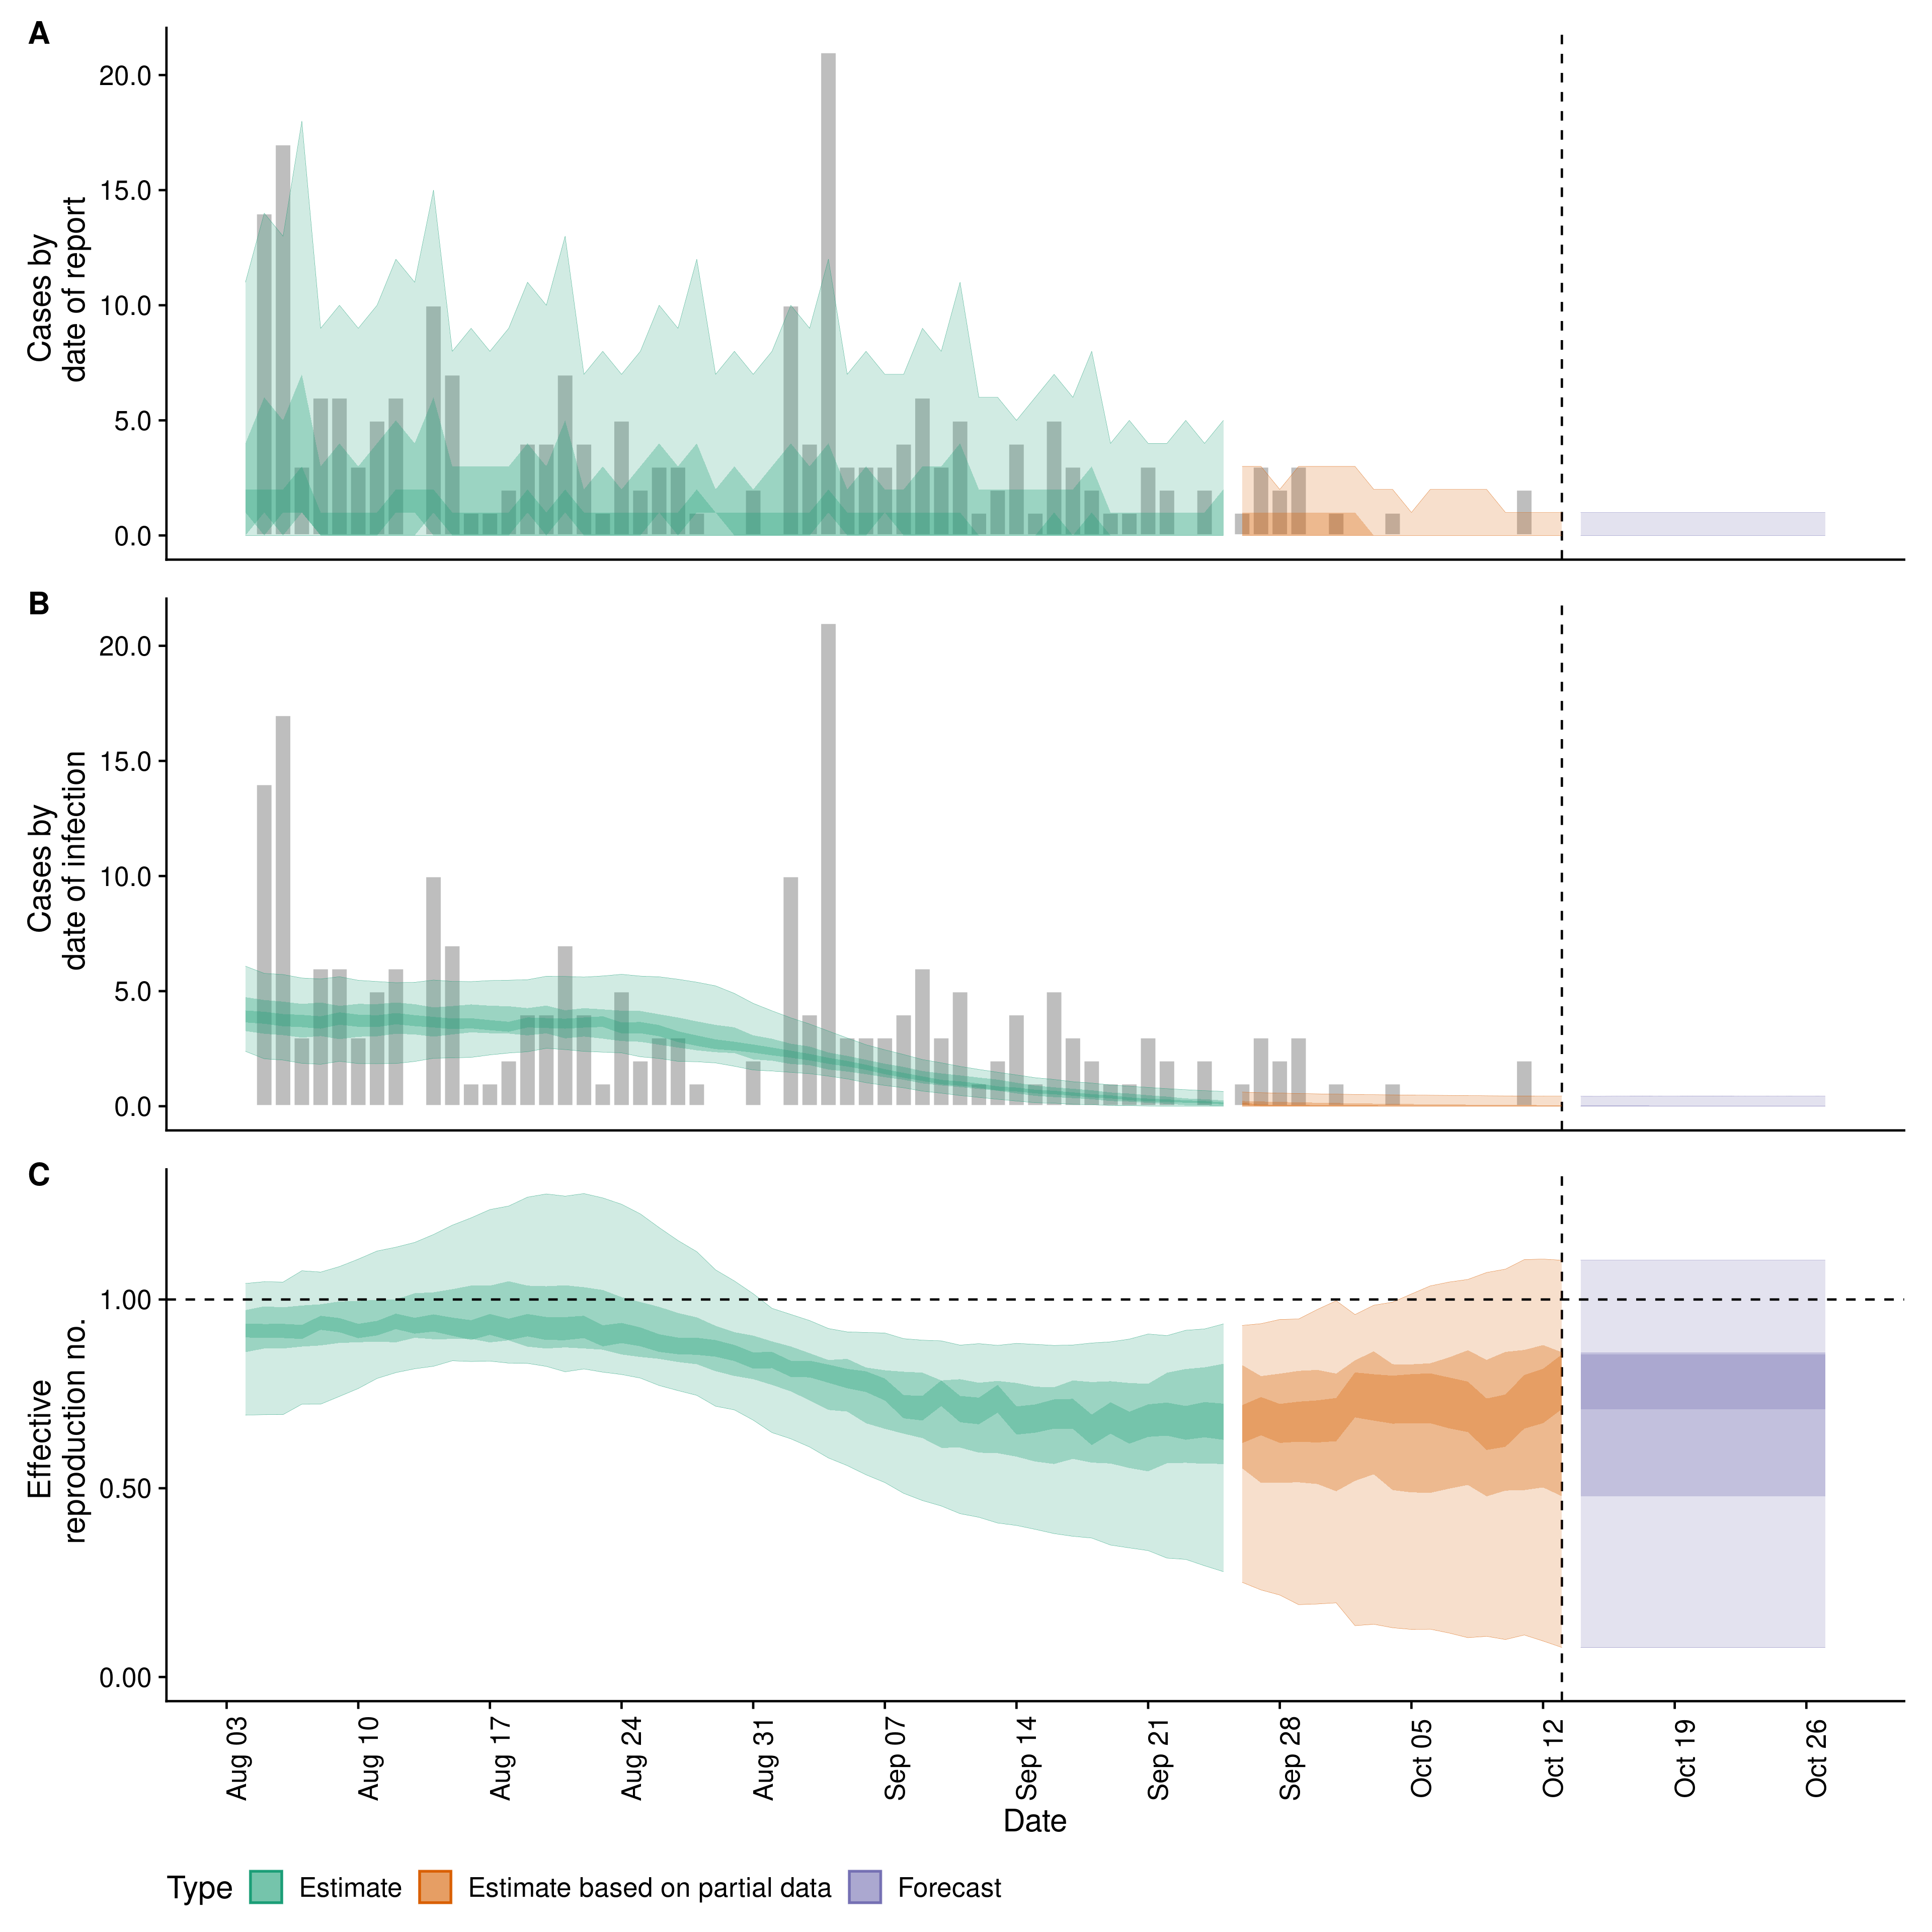 A
20.0
15.0
10.0
5.0
0.0
Cases by
date of report
B
20.0
15.0
10.0
5.0
0.0
Cases by
date of infection
C
1.00
0.50
0.00
Effective
reproduction no.
Aug 03
Aug 10
Aug 17
Aug 24
Aug 31
Sep 07
Sep 14
Sep 21
Sep 28
Oct 05
Oct 12
Oct 19
Oct 26
Date
Type Estimate Estimate based on partial data Forecast